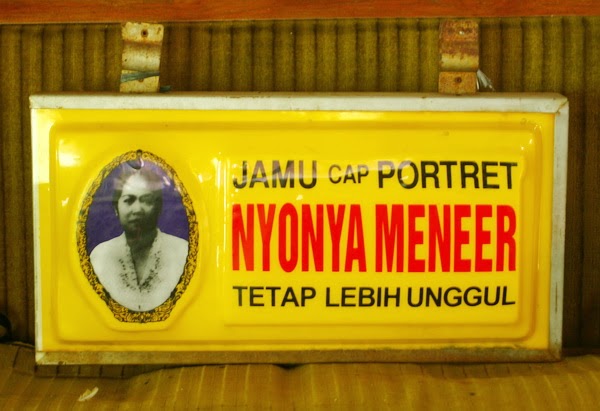 JAMU CAP PORTRET
NYONYA MENEER
TETAP LEBIH UNGGUL